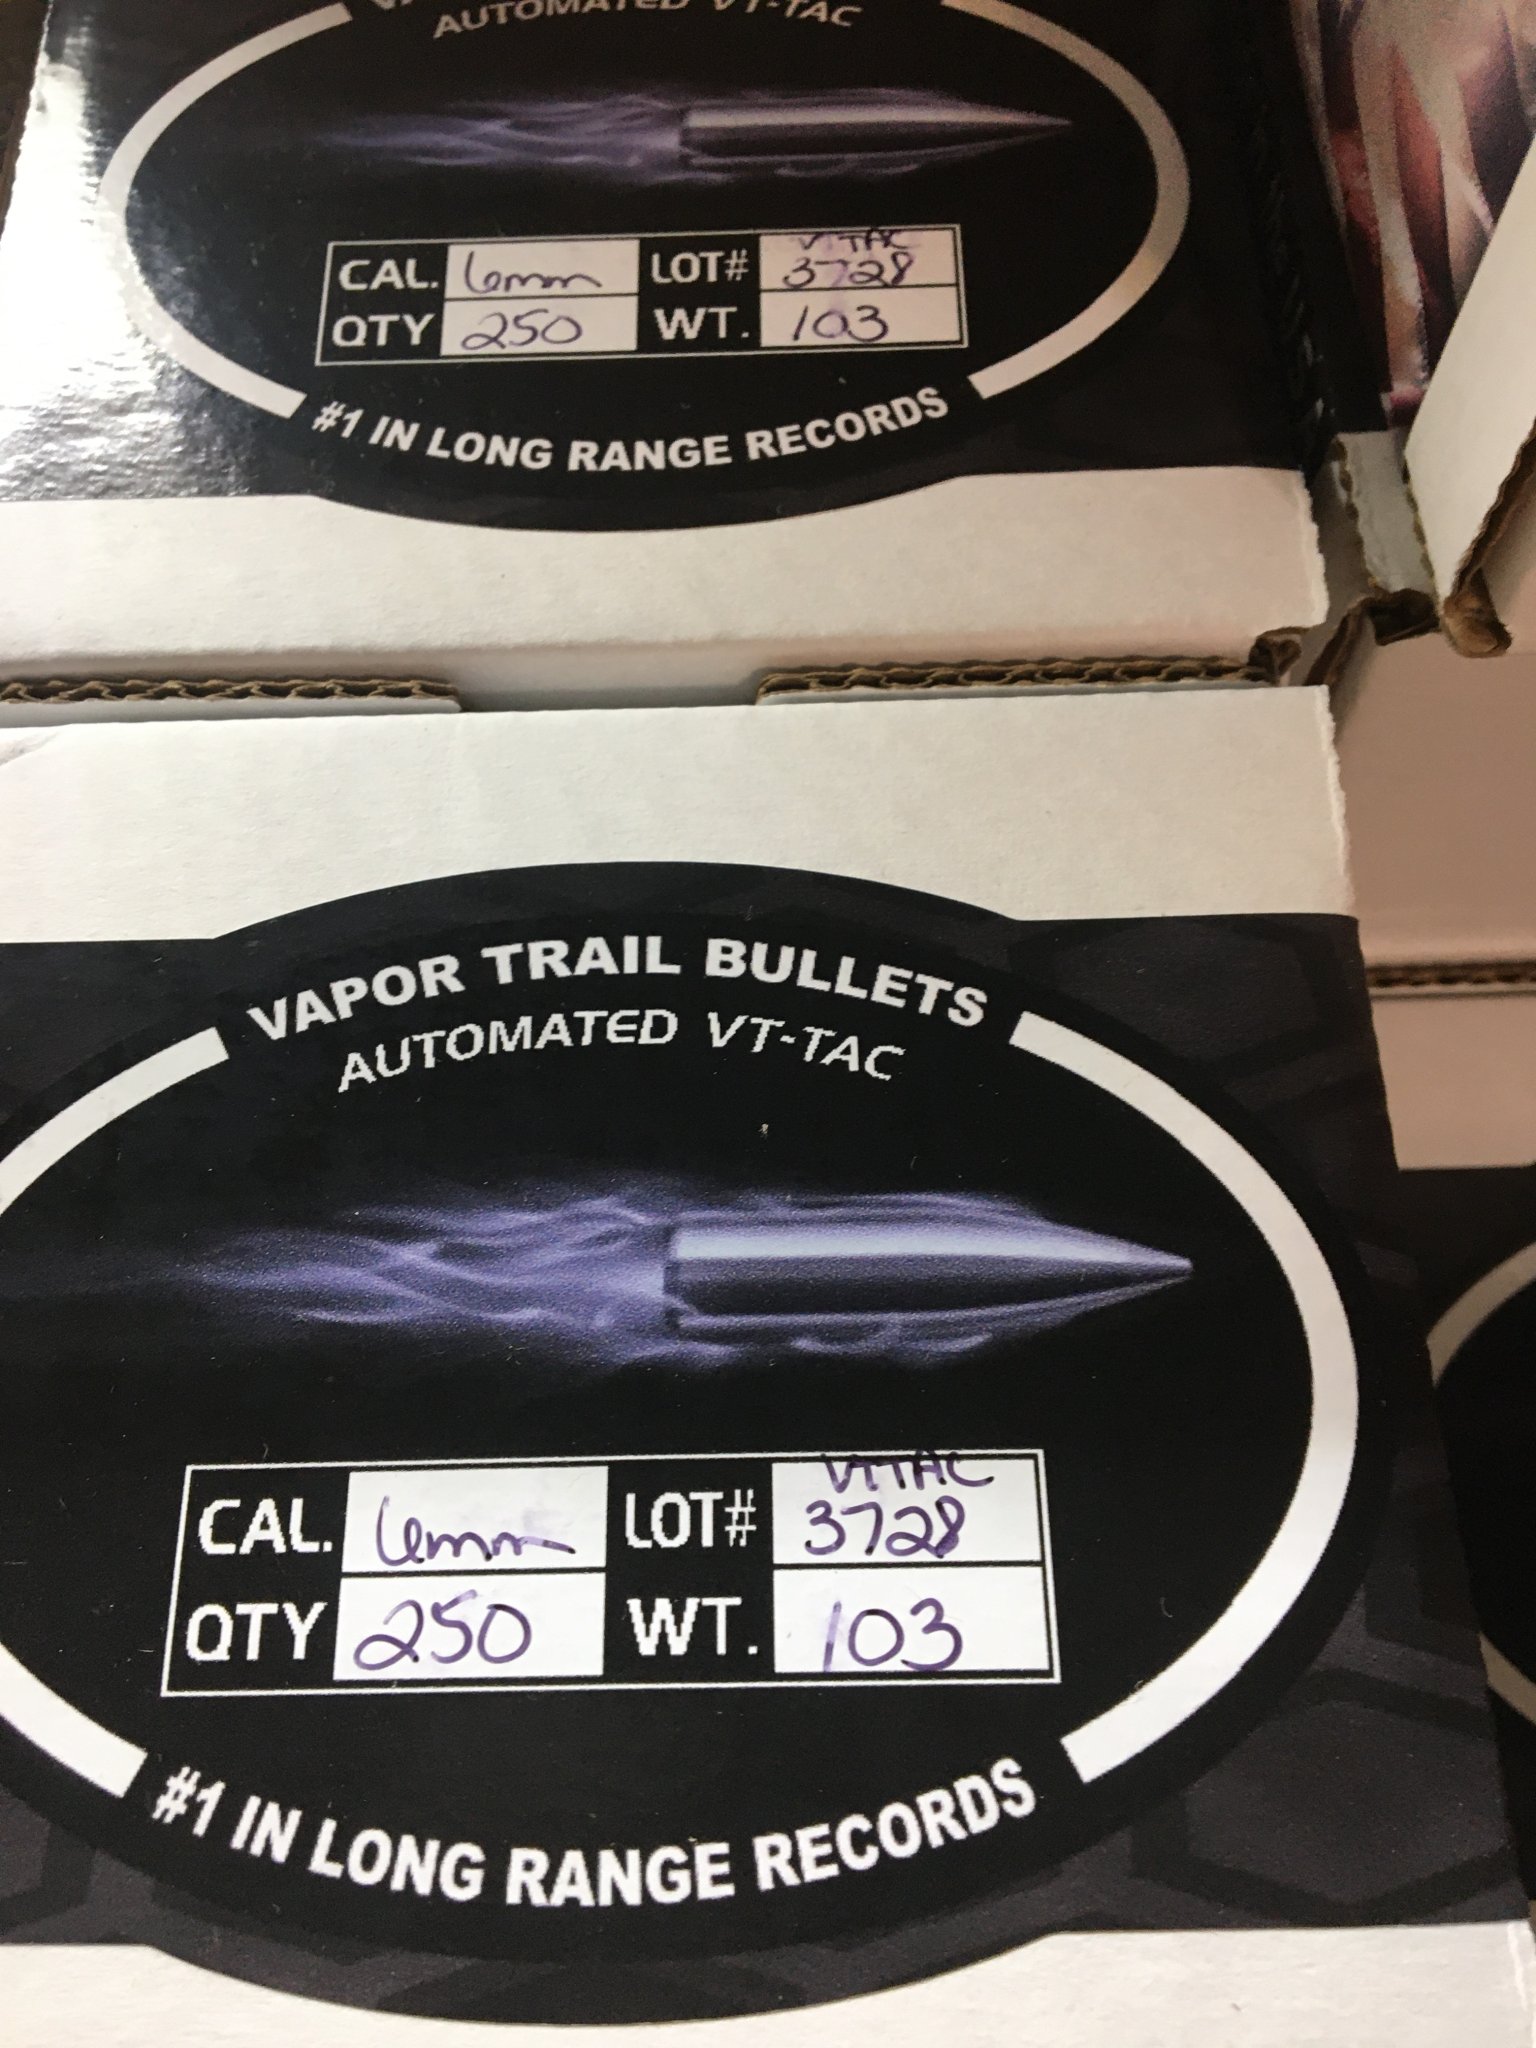 AUTOMATED VT-TAC
CAL. 6mm LOT# VTTAC 3728
QTY 250 WT. 103
#1 IN LONG RANGE RECORDS
VAPOR TRAIL BULLETS
AUTOMATED VT-TAC
CAL. 6mm LOT# VTTAC 3728
QTY 250 WT. 103
#1 IN LONG RANGE RECORDS